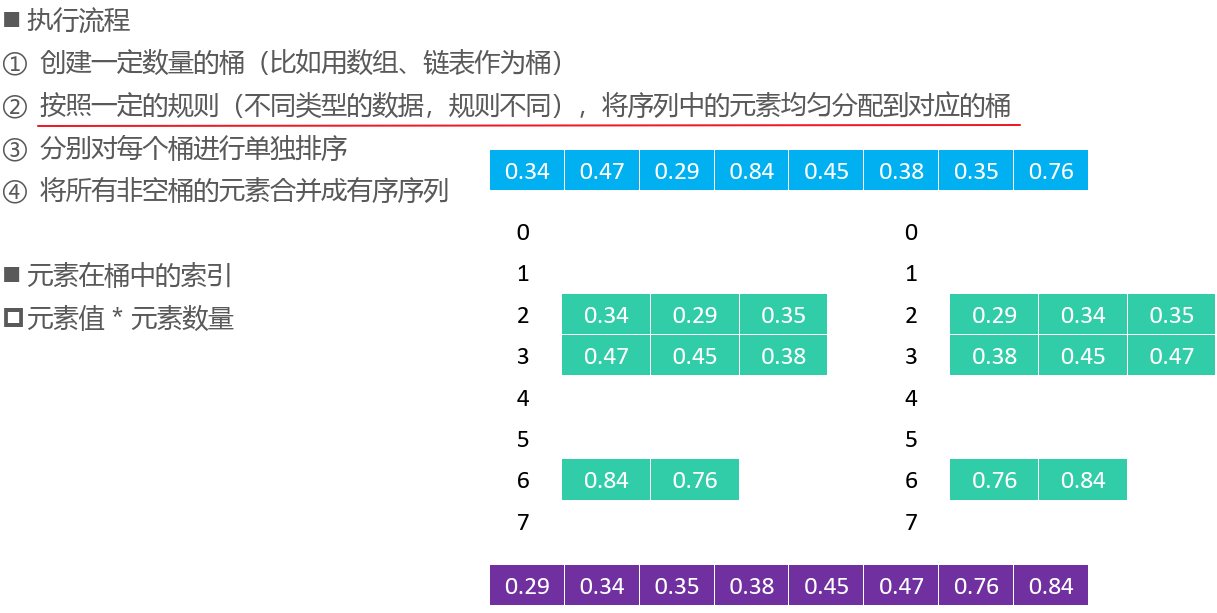 ■ 执行流程
① 创建一定数量的桶（比如用数组、链表作为桶）
② 按照一定的规则（不同类型的数据，规则不同），将序列中的元素均匀分配到对应的桶
③ 分别对每个桶进行单独排序
④ 将所有非空桶的元素合并成有序序列
■ 元素在桶中的索引
元素值 * 元素数量
0.34 0.47 0.29 0.84 0.45 0.38 0.35 0.76
0
1
2 0.34 0.29 0.35
3 0.47 0.45 0.38
4
5
6 0.84 0.76
7
0
1
2 0.29 0.34 0.35
3 0.38 0.45 0.47
4
5
6 0.76 0.84
7
0.29 0.34 0.35 0.38 0.45 0.47 0.76 0.84